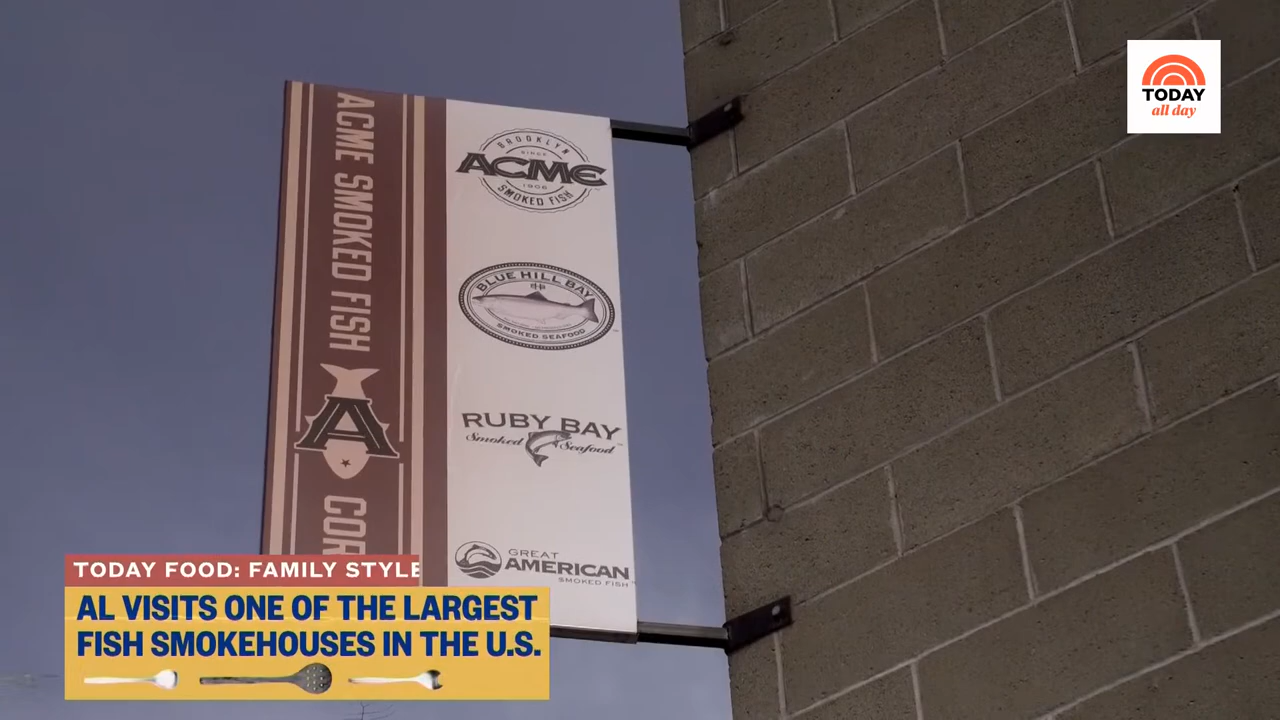 TODAY
all day
ACME SMOKED FISH
A
COR
BROOKLYN
SINCE
ACME
1906
SMOKED FISH
BLUE HILL BAY
SMOKED SEAFOOD
RUBY BAY
Smoked Seafood
GREAT
AMERICAN
SMOKED FISH
TODAY FOOD: FAMILY STYLE
AL VISITS ONE OF THE LARGEST
FISH SMOKEHOUSES IN THE U.S.